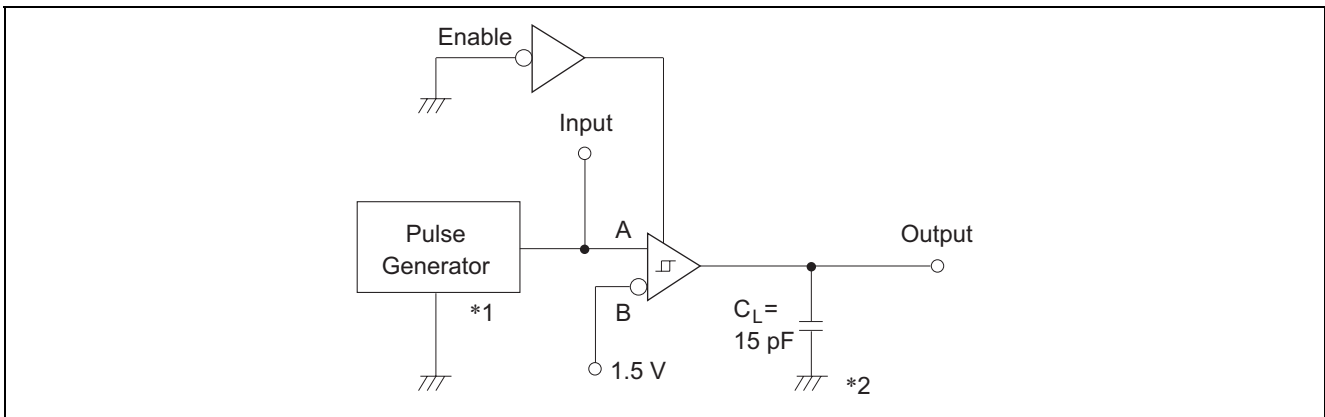 Enable
Input
A
Pulse
Generator
Output
*1
B
C_L=
15 pF
1.5 V
*2